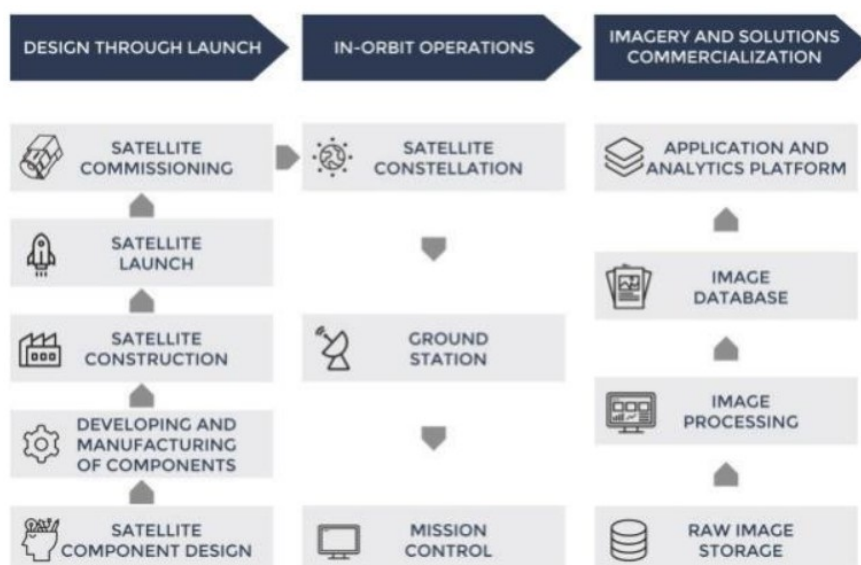 DESIGN THROUGH LAUNCH
IN-ORBIT OPERATIONS
IMAGERY AND SOLUTIONS
COMMERCIALIZATION
SATELLITE
COMMISSIONING
SATELLITE
LAUNCH
SATELLITE
CONSTRUCTION
DEVELOPING AND
MANUFACTURING
OF COMPONENTS
SATELLITE
COMPONENT DESIGN
SATELLITE
CONSTELLATION
GROUND
STATION
MISSION
CONTROL
APPLICATION AND
ANALYTICS PLATFORM
IMAGE
DATABASE
IMAGE
PROCESSING
RAW IMAGE
STORAGE